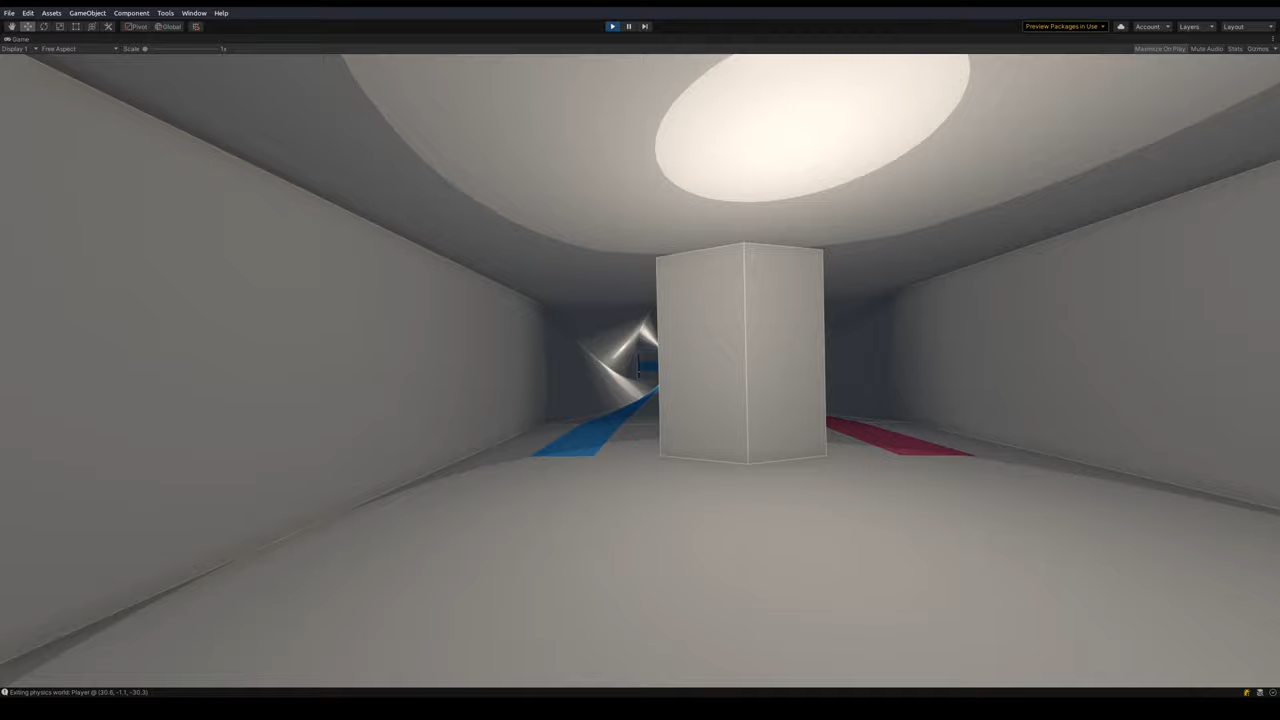 File Edit Assets GameObject Component Tools Window Help
Pivot Global Preview Packages in Use Account Layers Layout
Game
Display 1 Free Aspect Scale 1x Maximize On Play Mute Audio Stats Gizmos
Exiting physics world: Player @ (30.6, -1.1, -30.3)